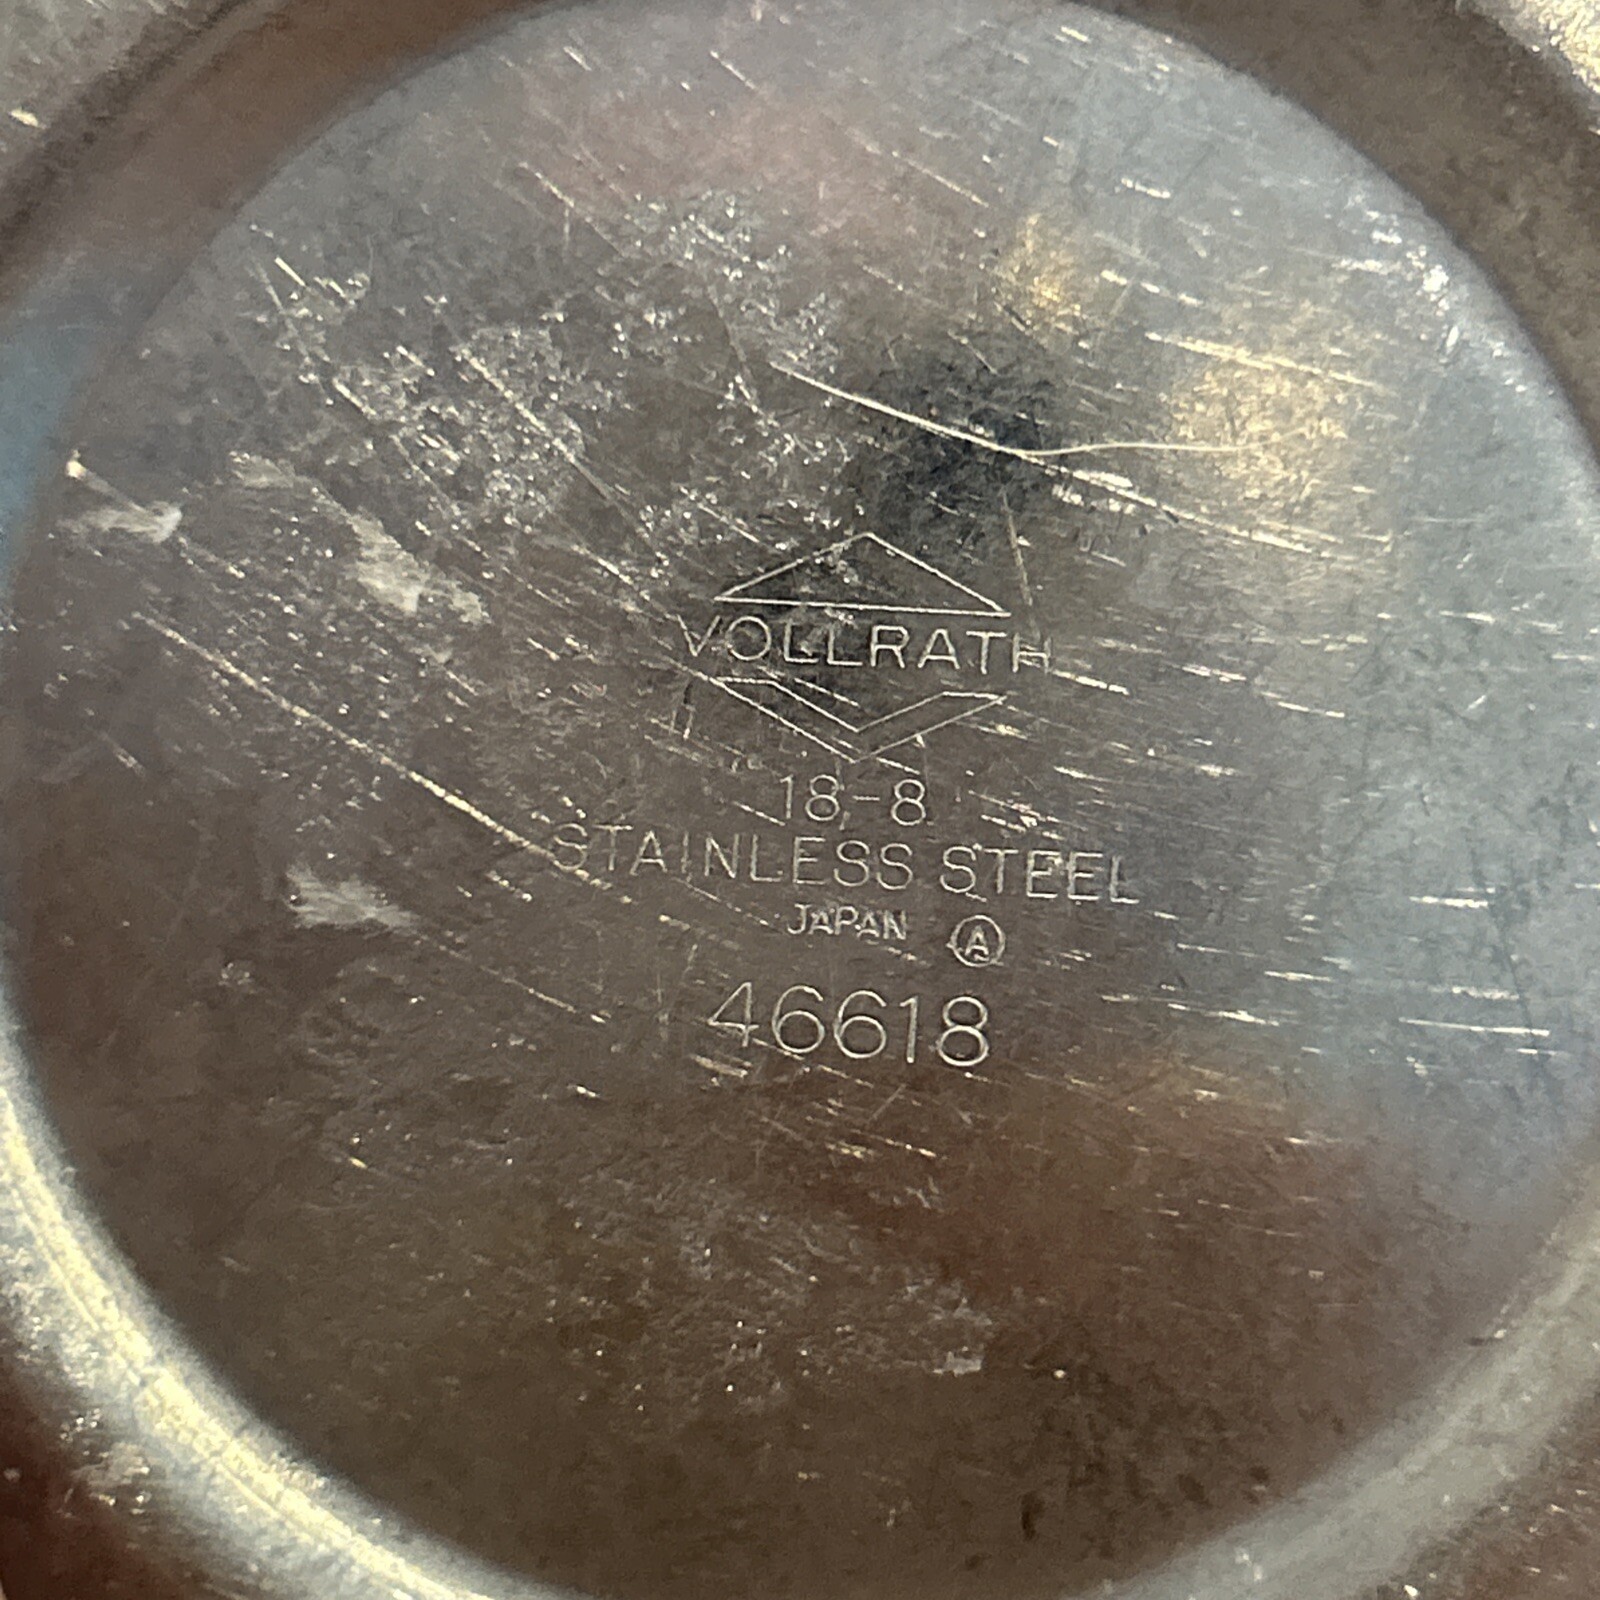 VOLLRATH
18-8
STAINLESS STEEL
JAPAN Ⓐ
46618